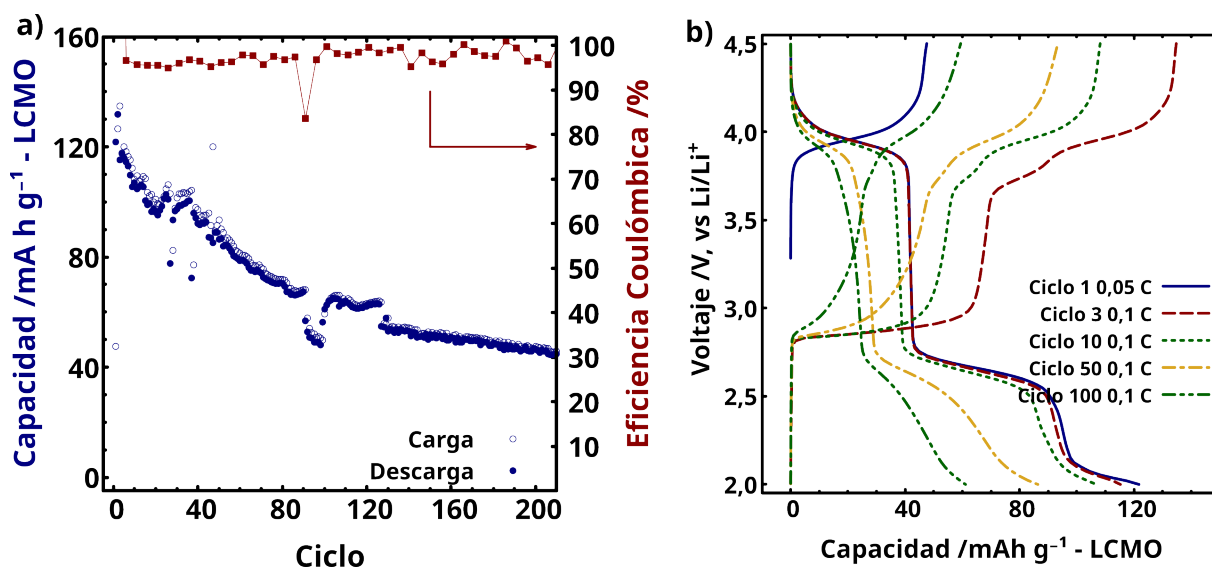 a)
160
120
80
40
0
Capacidad /mA h g⁻¹ - LCMO
100
90
80
70
60
50
40
30
20
10
Eficiencia Coulómbica /%
Carga
Descarga
0 40 80 120 160 200
Ciclo
b)
4,5
4,0
3,5
3,0
2,5
2,0
Voltaje /V, vs Li/Li⁺
Ciclo 1 0,05 C
Ciclo 3 0,1 C
Ciclo 10 0,1 C
Ciclo 50 0,1 C
Ciclo 100 0,1 C
0 40 80 120
Capacidad /mAh g⁻¹ - LCMO